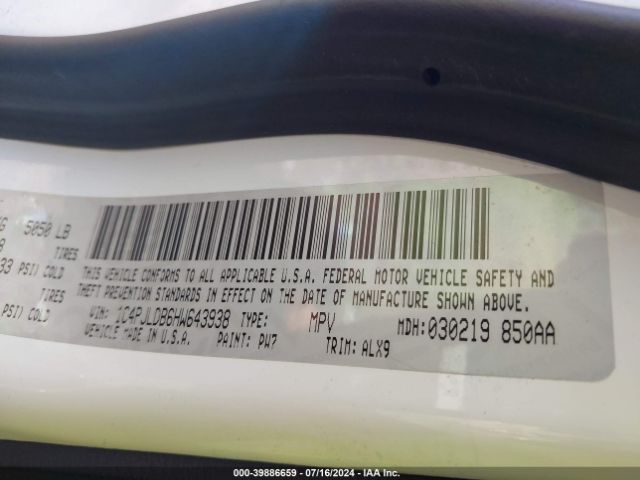 G 5050 LB
8 TIRES
33 PSI) COLD
TIRES
PSI) COLD
THIS VEHICLE CONFORMS TO ALL APPLICABLE U.S.A. FEDERAL MOTOR VEHICLE SAFETY AND
THEFT PREVENTION STANDARDS IN EFFECT ON THE DATE OF MANUFACTURE SHOWN ABOVE.
VIN: 1C4PJLDB6HW643938 TYPE: MPV MDH:030219 850AA
VEHICLE MADE IN U.S.A. PAINT: PW7 TRIM: ALX9
000-39886659 - 07/16/2024 - IAA Inc.